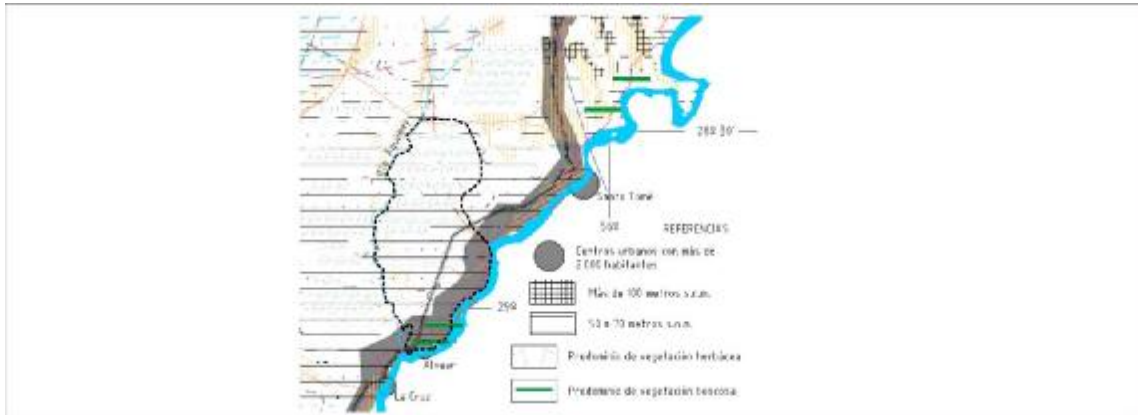 28º 30'
Santo Tomé
56º
REFERENCIAS
Centros urbanos con más de
2.000 habitantes
Más de 100 metros s.n.m.
29º
50 a 70 metros s.n.m.
Predominio de vegetación herbácea
Alvear
Predominio de vegetación leñosa
La Cruz